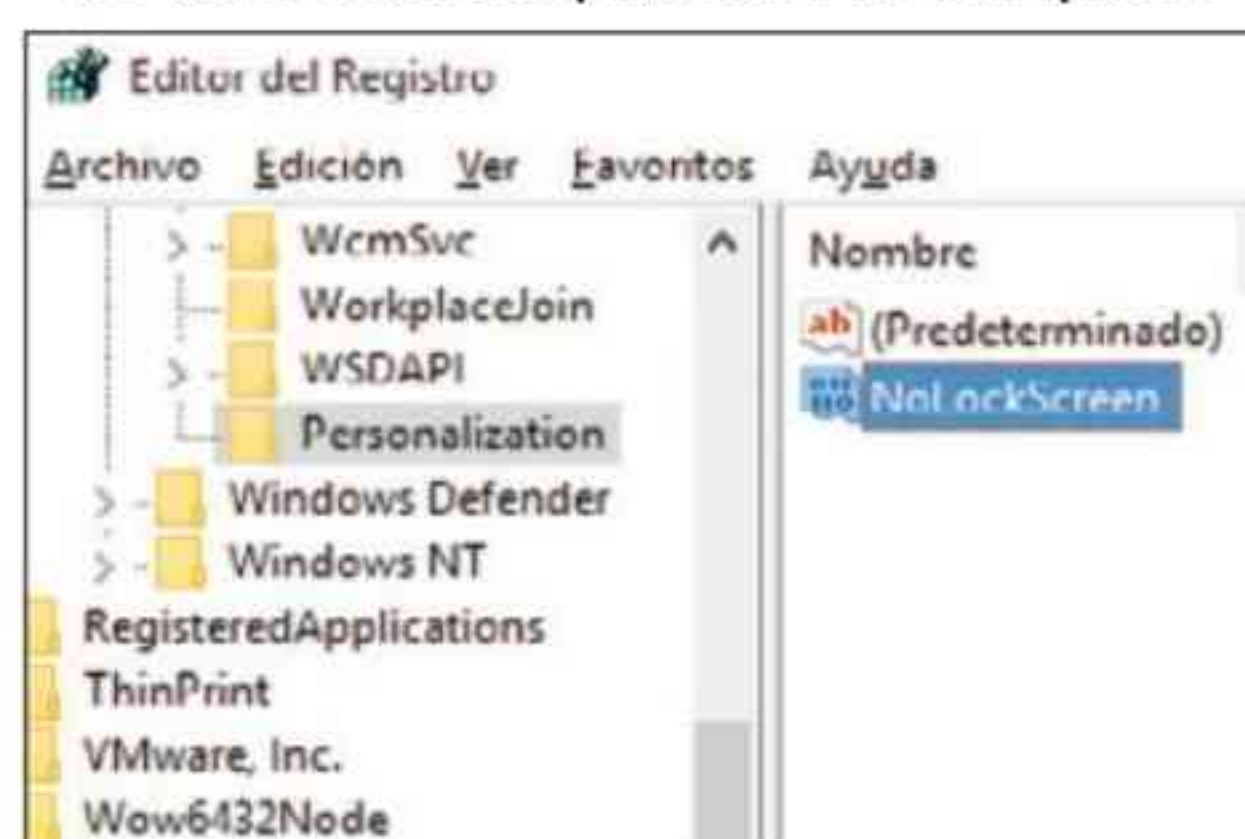 Editor del Registro
Archivo Edición Ver Favoritos Ayuda
WcmSvc
WorkplaceJoin
WSDAPI
Personalization
Windows Defender
Windows NT
RegisteredApplications
ThinPrint
VMware, Inc.
Wow6432Node
Nombre
ab (Predeterminado)
NoLockScreen